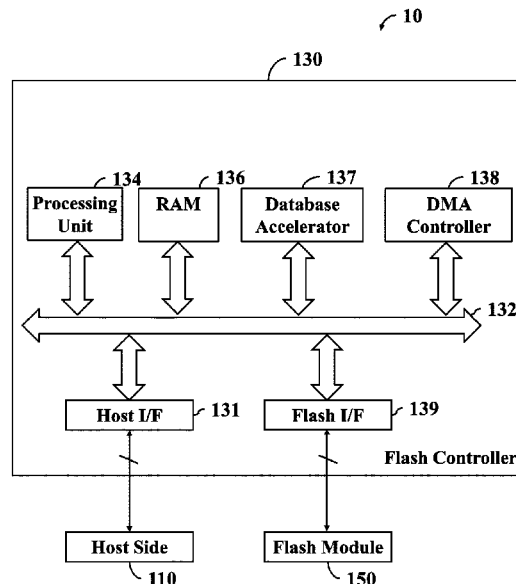 10
130
134
136
137
138
Processing
Unit
RAM
Database
Accelerator
DMA
Controller
132
Host I/F
131
Flash I/F
139
Flash Controller
Host Side
Flash Module
110
150